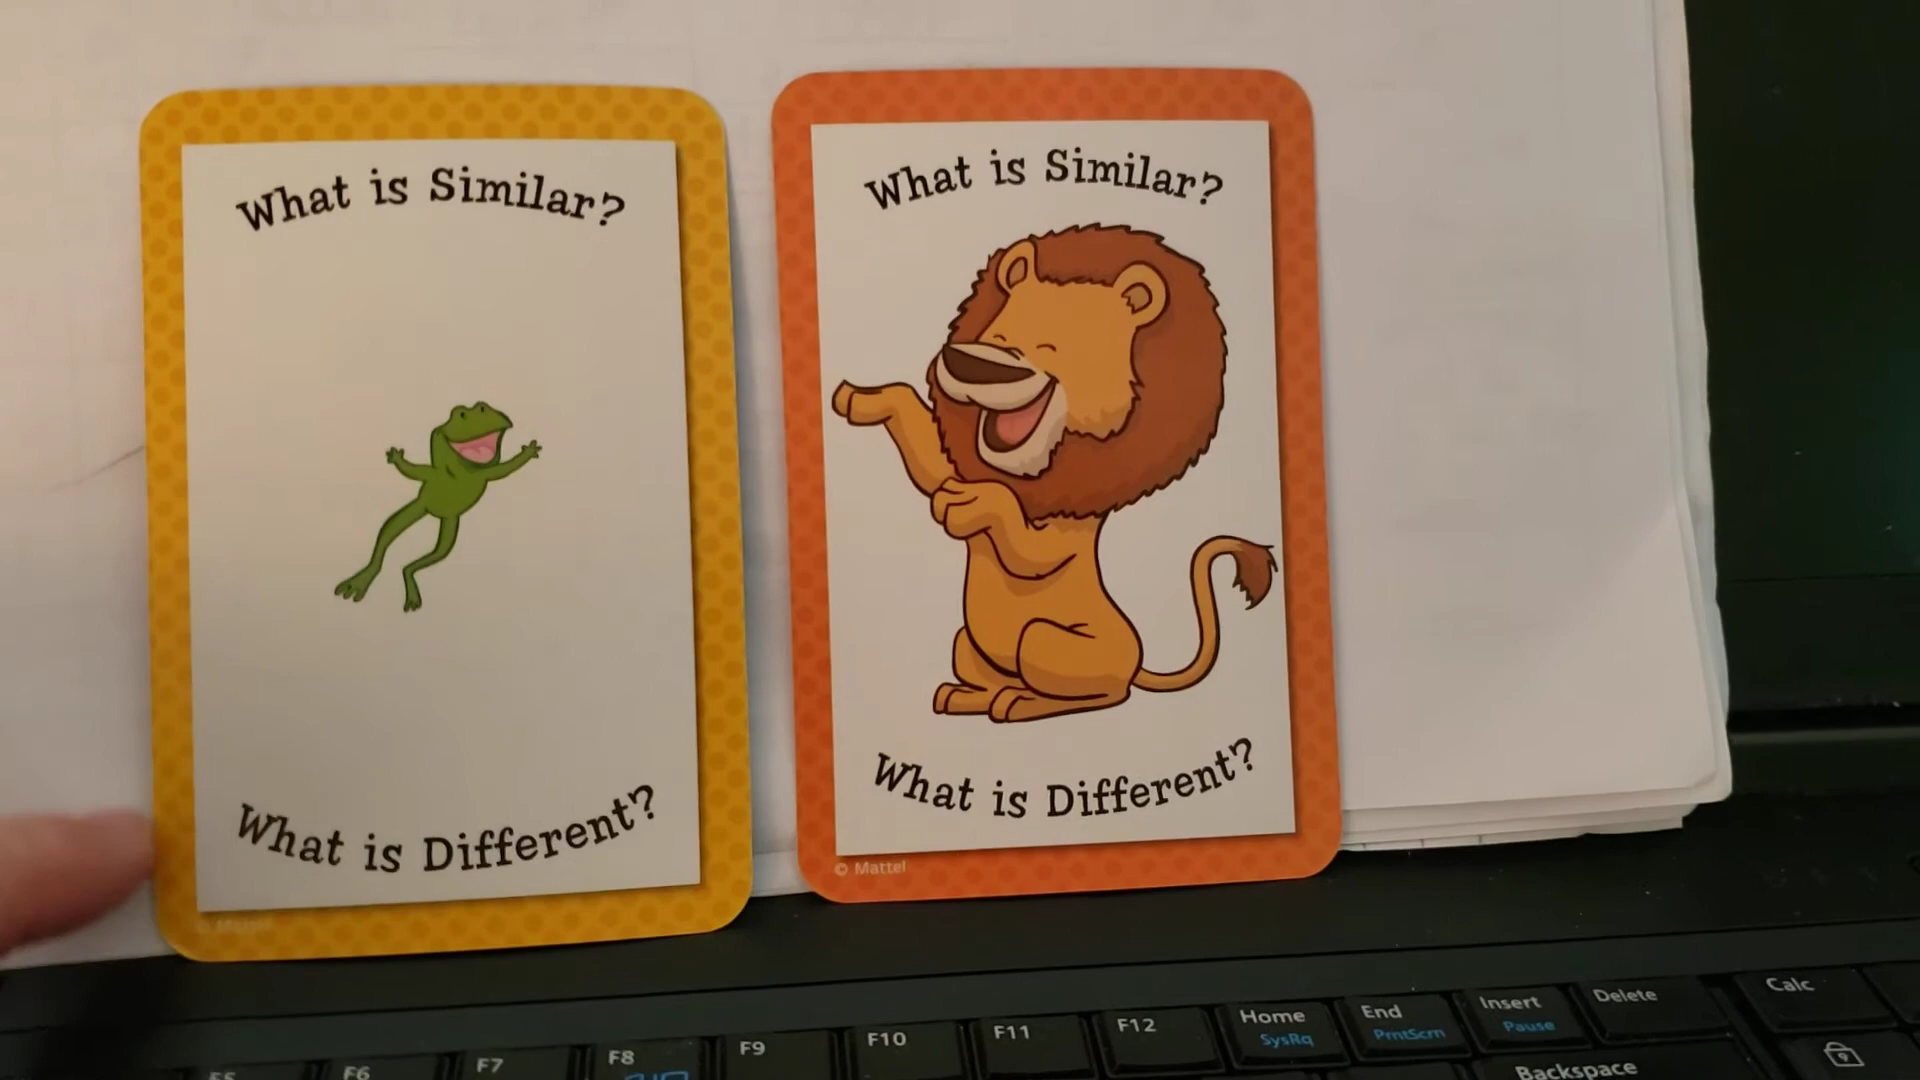 What is Similar?
What is Different?
© Mattel
What is Similar?
What is Different?
© Mattel
F6
F7
F8
F9
F10
F11
F12
Home
SysRq
End
PrntScrn
Insert
Pause
Delete
Calc
Backspace